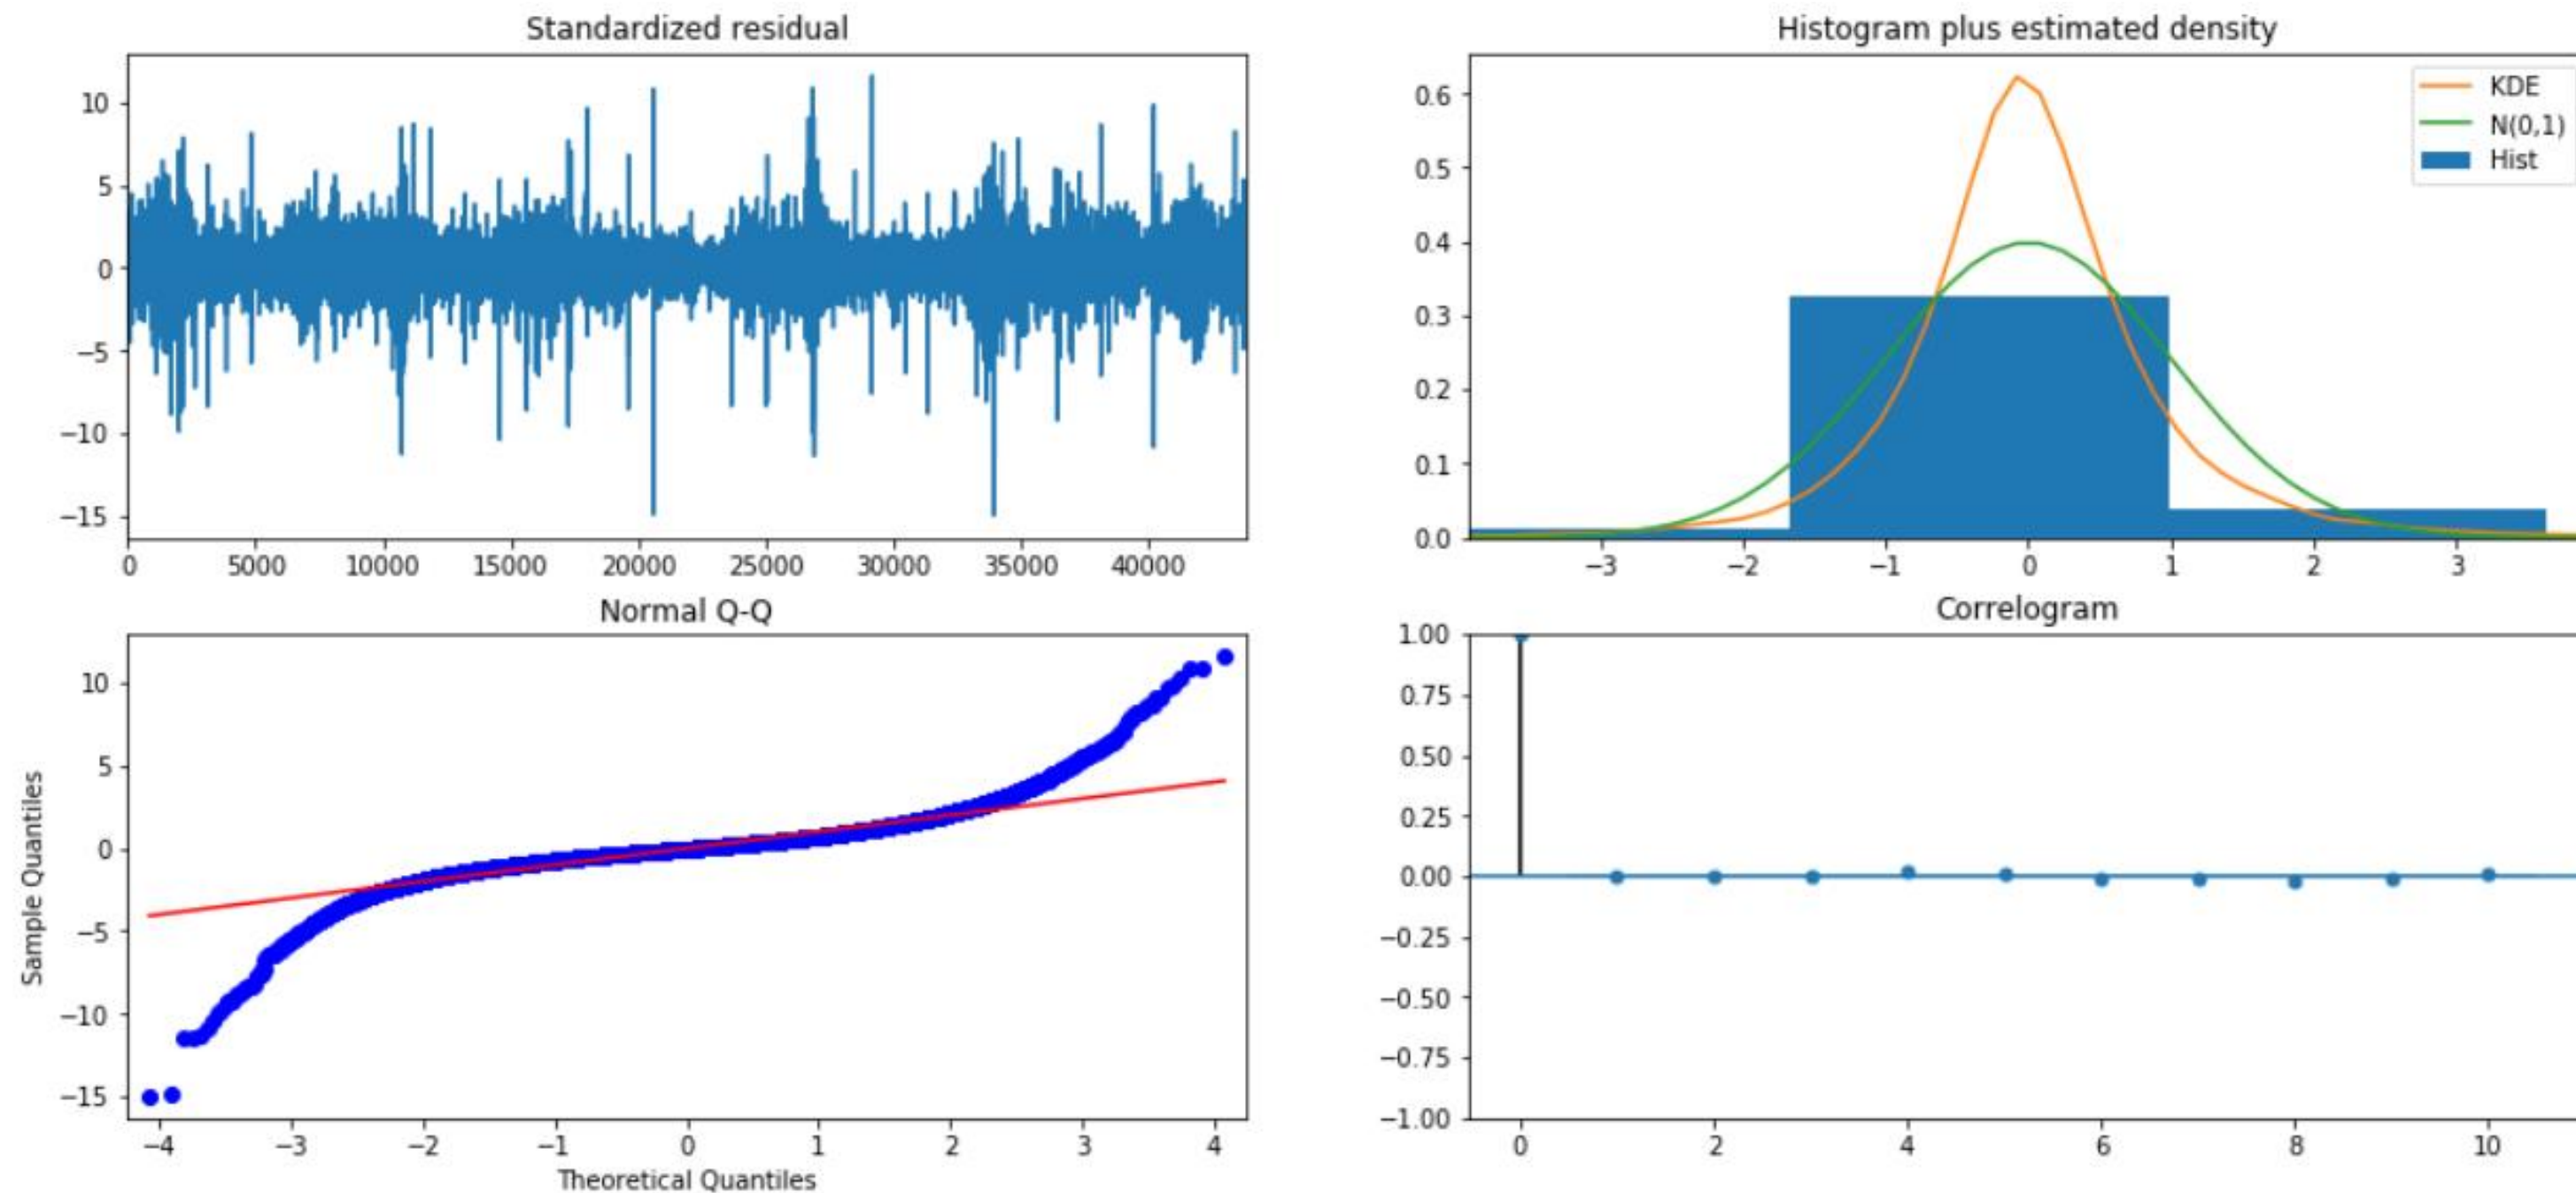 Standardized residual
10
5
0
−5
−10
−15
0 5000 10000 15000 20000 25000 30000 35000 40000
Histogram plus estimated density
KDE
N(0,1)
Hist
0.6
0.5
0.4
0.3
0.2
0.1
0.0
−3 −2 −1 0 1 2 3
Normal Q-Q
Sample Quantiles
10
5
0
−5
−10
−15
−4 −3 −2 −1 0 1 2 3 4
Theoretical Quantiles
Correlogram
1.00
0.75
0.50
0.25
0.00
−0.25
−0.50
−0.75
−1.00
0 2 4 6 8 10